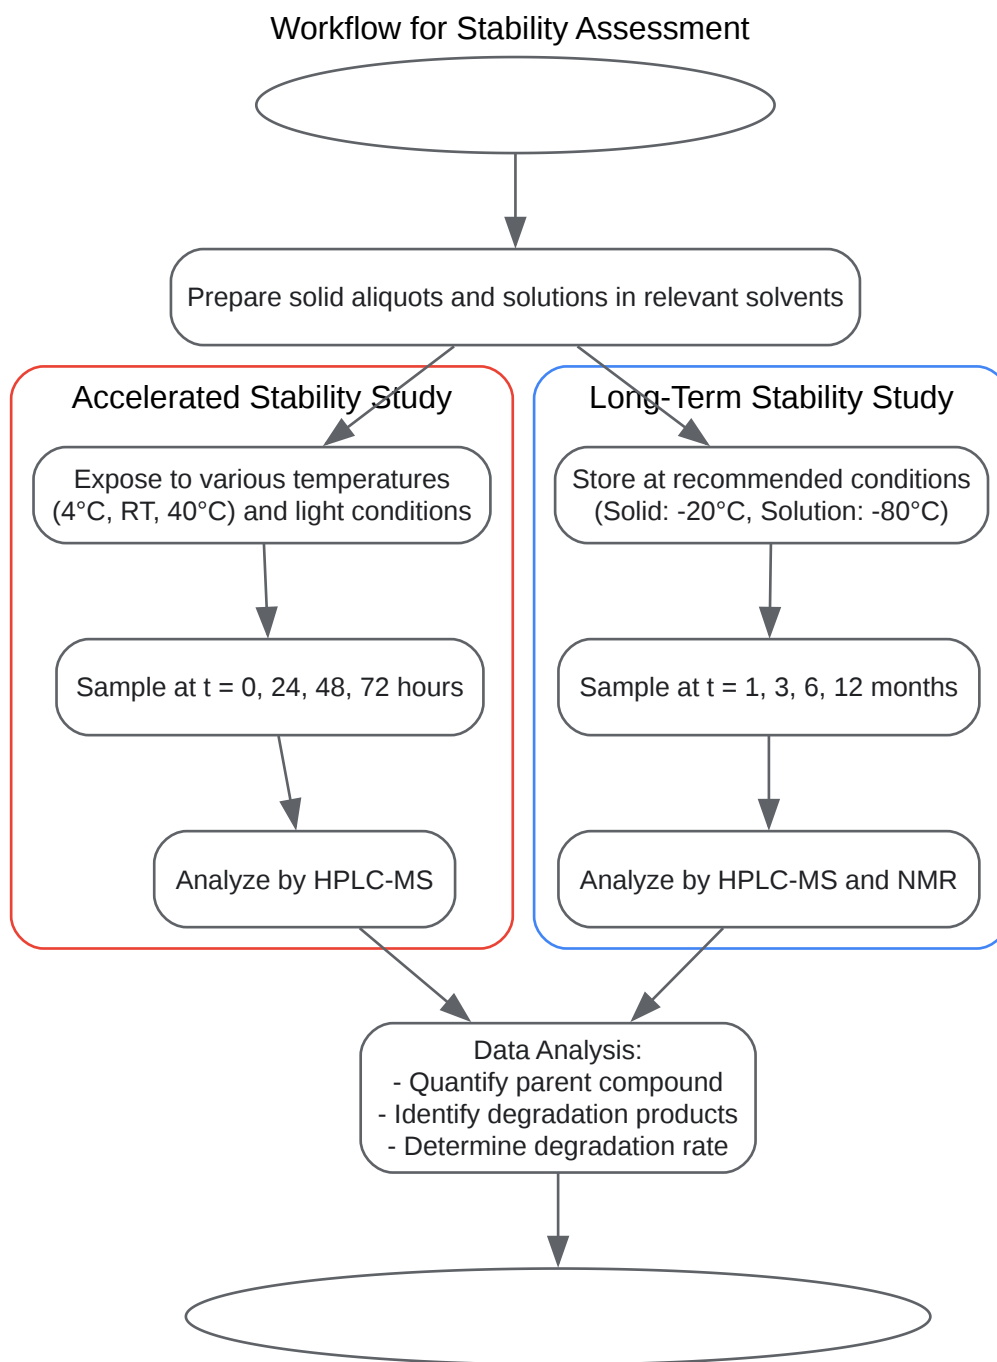 Workflow for Stability Assessment
Prepare solid aliquots and solutions in relevant solvents
Accelerated Stability Study
Expose to various temperatures
(4°C, RT, 40°C) and light conditions
Sample at t = 0, 24, 48, 72 hours
Analyze by HPLC-MS
Long-Term Stability Study
Store at recommended conditions
(Solid: -20°C, Solution: -80°C)
Sample at t = 1, 3, 6, 12 months
Analyze by HPLC-MS and NMR
Data Analysis:
- Quantify parent compound
- Identify degradation products
- Determine degradation rate